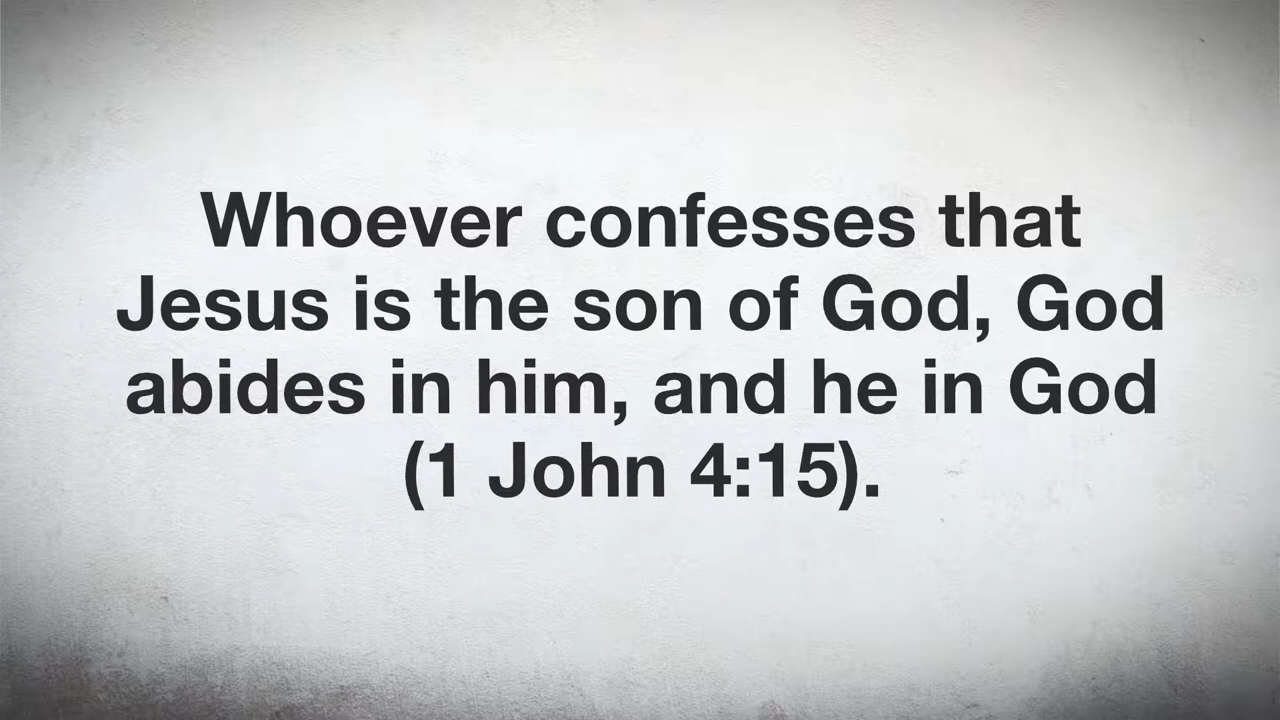 Whoever confesses that
Jesus is the son of God, God
abides in him, and he in God
(1 John 4:15).